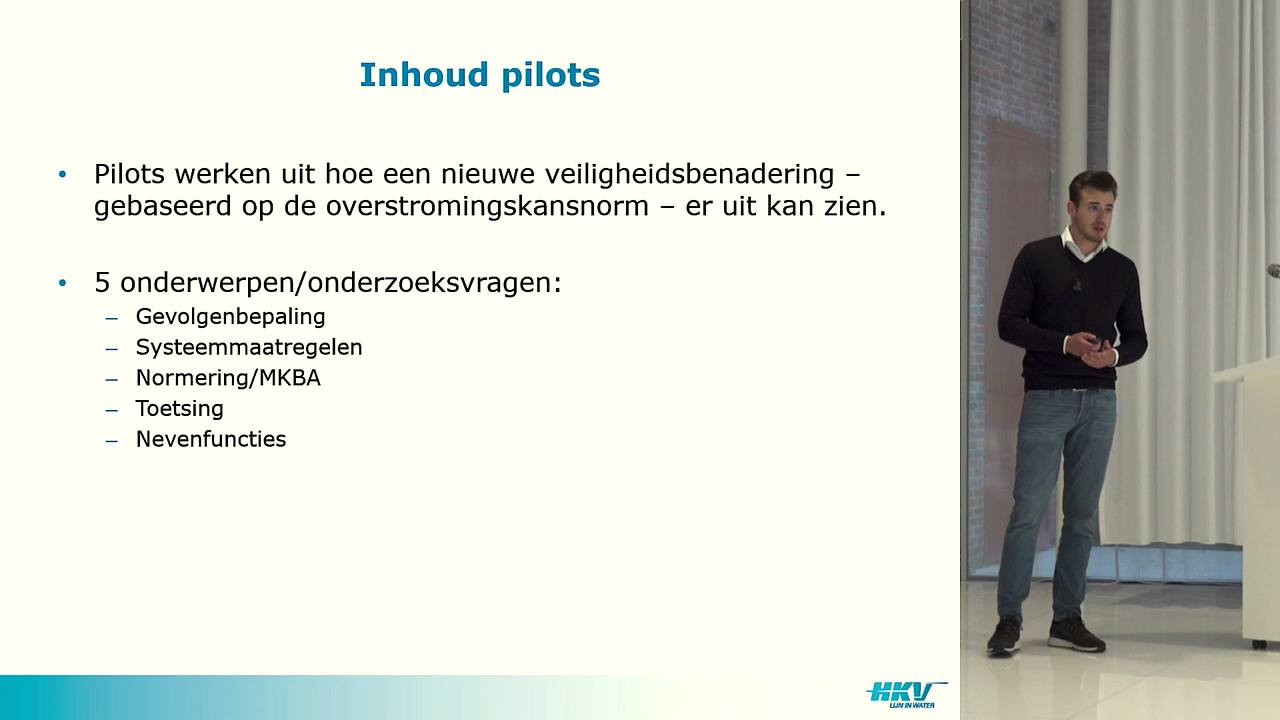 Inhoud pilots
• Pilots werken uit hoe een nieuwe veiligheidsbenadering –
gebaseerd op de overstromingskansnorm – er uit kan zien.
• 5 onderwerpen/onderzoeksvragen:
– Gevolgenbepaling
– Systeemmaatregelen
– Normering/MKBA
– Toetsing
– Nevenfuncties
HKV
LIJN IN WATER